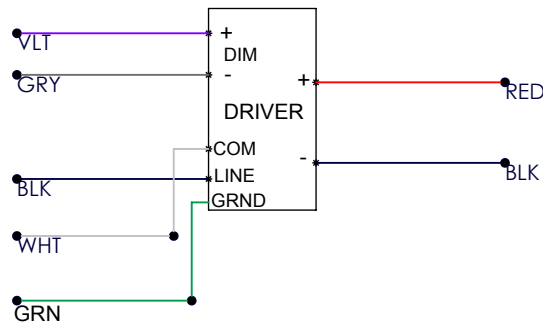 VLT
+
DIM
GRY
-
+
RED
DRIVER
COM
-
BLK
LINE
BLK
GRND
WHT
GRN